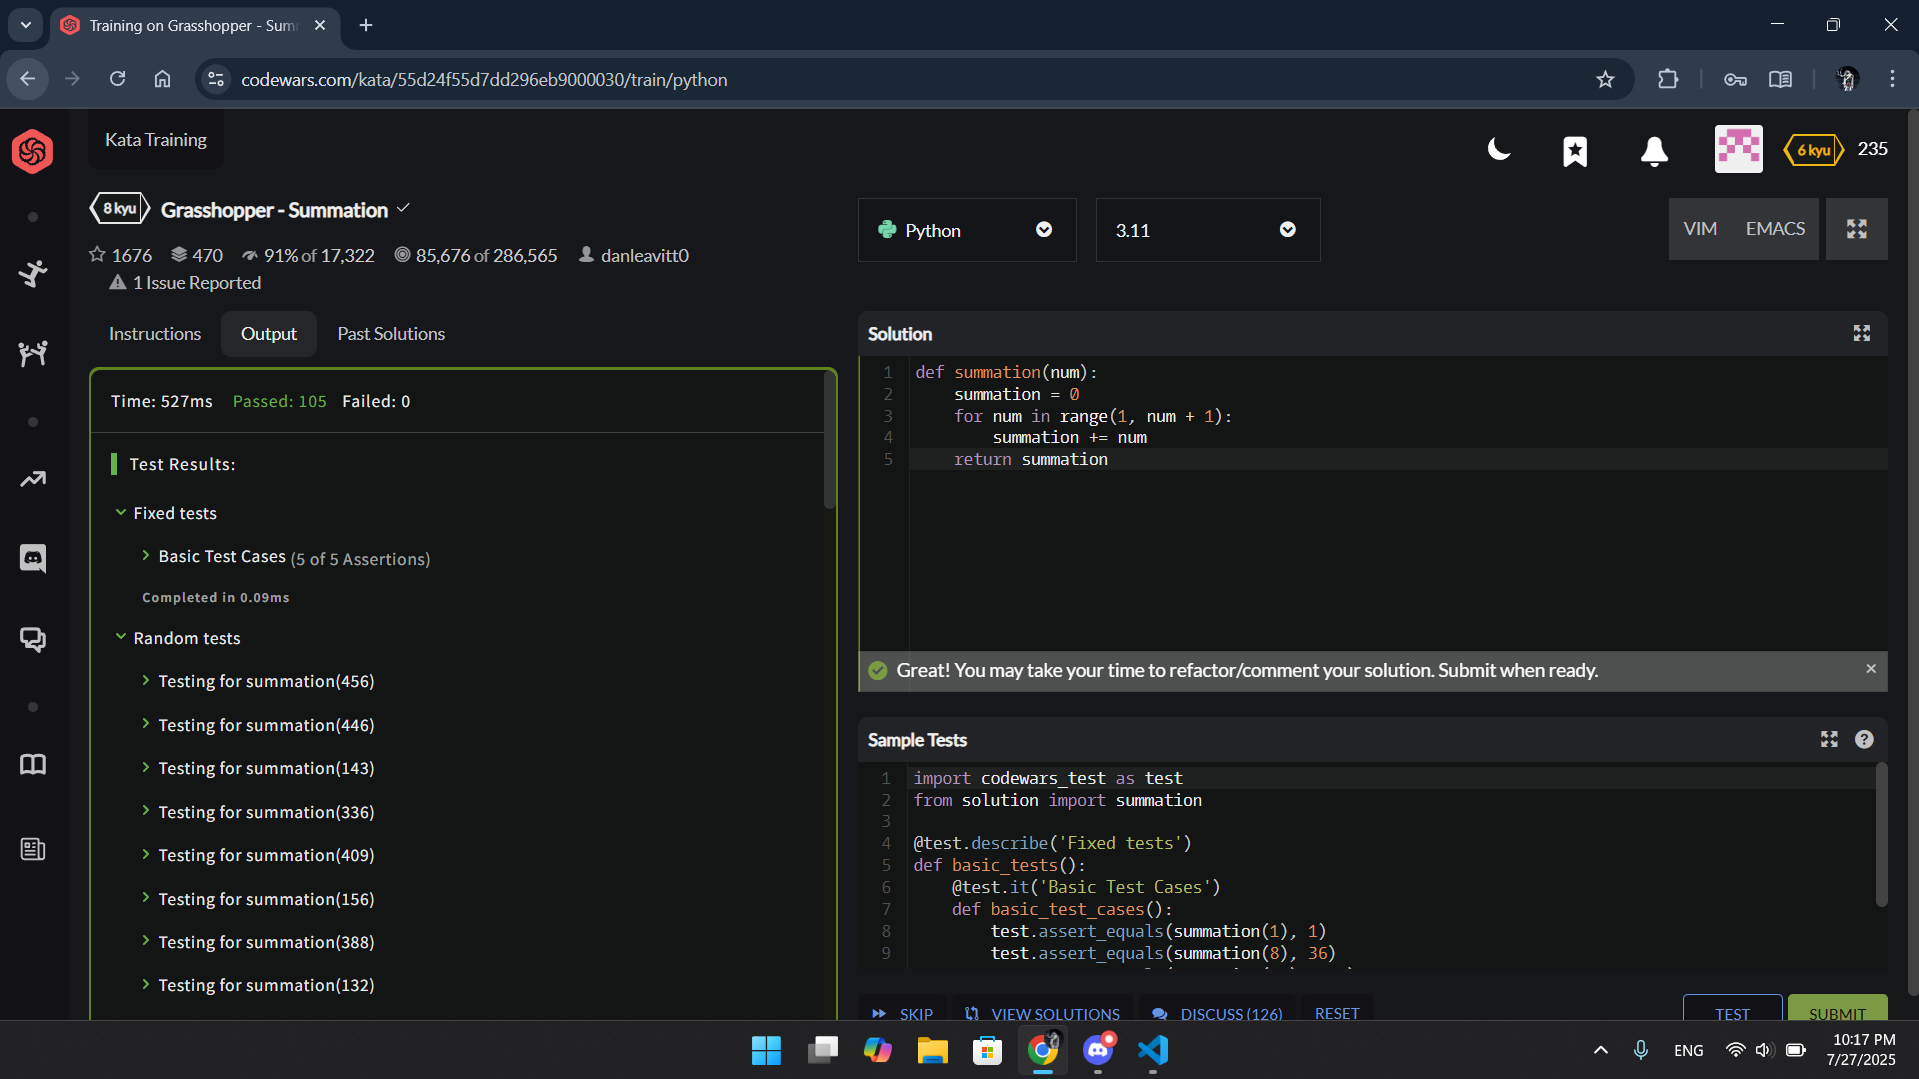 Training on Grasshopper - Sum
codewars.com/kata/55d24f55d7dd296eb9000030/train/python
Kata Training
6 kyu
235
8 kyu
Grasshopper - Summation
1676
470
91% of 17,322
85,676 of 286,565
danleavitt0
1 Issue Reported
Python
3.11
VIM
EMACS
Instructions
Output
Past Solutions
Time: 527ms Passed: 105 Failed: 0
Test Results:
Fixed tests
Basic Test Cases (5 of 5 Assertions)
Completed in 0.09ms
Random tests
Testing for summation(456)
Testing for summation(446)
Testing for summation(143)
Testing for summation(336)
Testing for summation(409)
Testing for summation(156)
Testing for summation(388)
Testing for summation(132)
Solution
1 def summation(num):
2     summation = 0
3     for num in range(1, num + 1):
4         summation += num
5     return summation
Great! You may take your time to refactor/comment your solution. Submit when ready.
Sample Tests
1 import codewars_test as test
2 from solution import summation
3
4 @test.describe('Fixed tests')
5 def basic_tests():
6     @test.it('Basic Test Cases')
7     def basic_test_cases():
8         test.assert_equals(summation(1), 1)
9         test.assert_equals(summation(8), 36)
SKIP
VIEW SOLUTIONS
DISCUSS (126)
RESET
TEST
SUBMIT
ENG
10:17 PM
7/27/2025